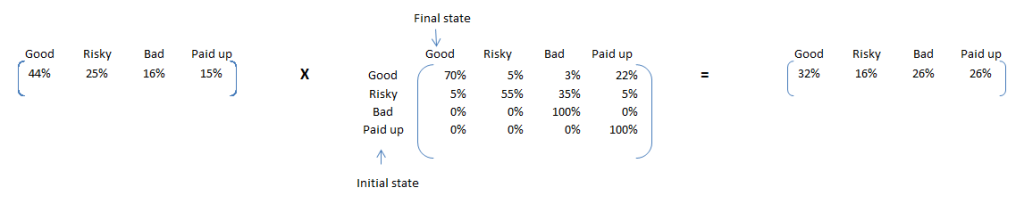 Final state
Good Risky Bad Paid up
44% 25% 16% 15%
X
Good Risky Bad Paid up
Good 70% 5% 3% 22%
Risky 5% 55% 35% 5%
Bad 0% 0% 100% 0%
Paid up 0% 0% 0% 100%
Initial state
=
Good Risky Bad Paid up
32% 16% 26% 26%